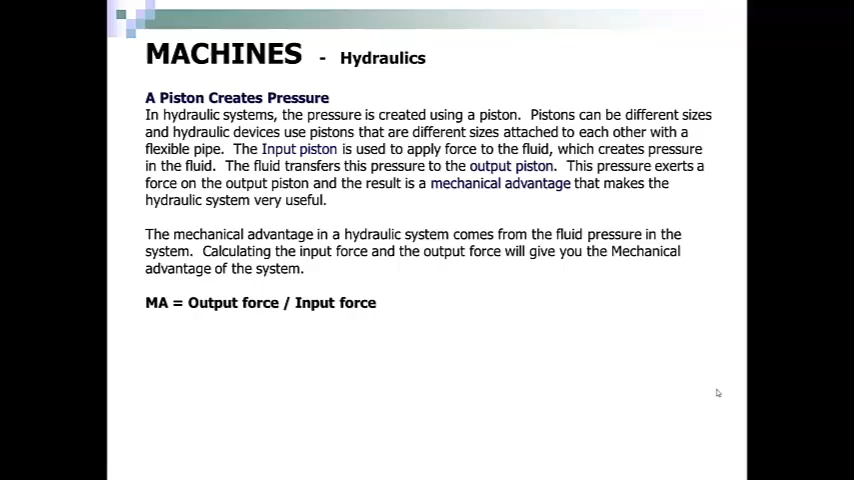 MACHINES - Hydraulics
A Piston Creates Pressure
In hydraulic systems, the pressure is created using a piston. Pistons can be different sizes
and hydraulic devices use pistons that are different sizes attached to each other with a
flexible pipe. The Input piston is used to apply force to the fluid, which creates pressure
in the fluid. The fluid transfers this pressure to the output piston. This pressure exerts a
force on the output piston and the result is a mechanical advantage that makes the
hydraulic system very useful.
The mechanical advantage in a hydraulic system comes from the fluid pressure in the
system. Calculating the input force and the output force will give you the Mechanical
advantage of the system.
MA = Output force / Input force